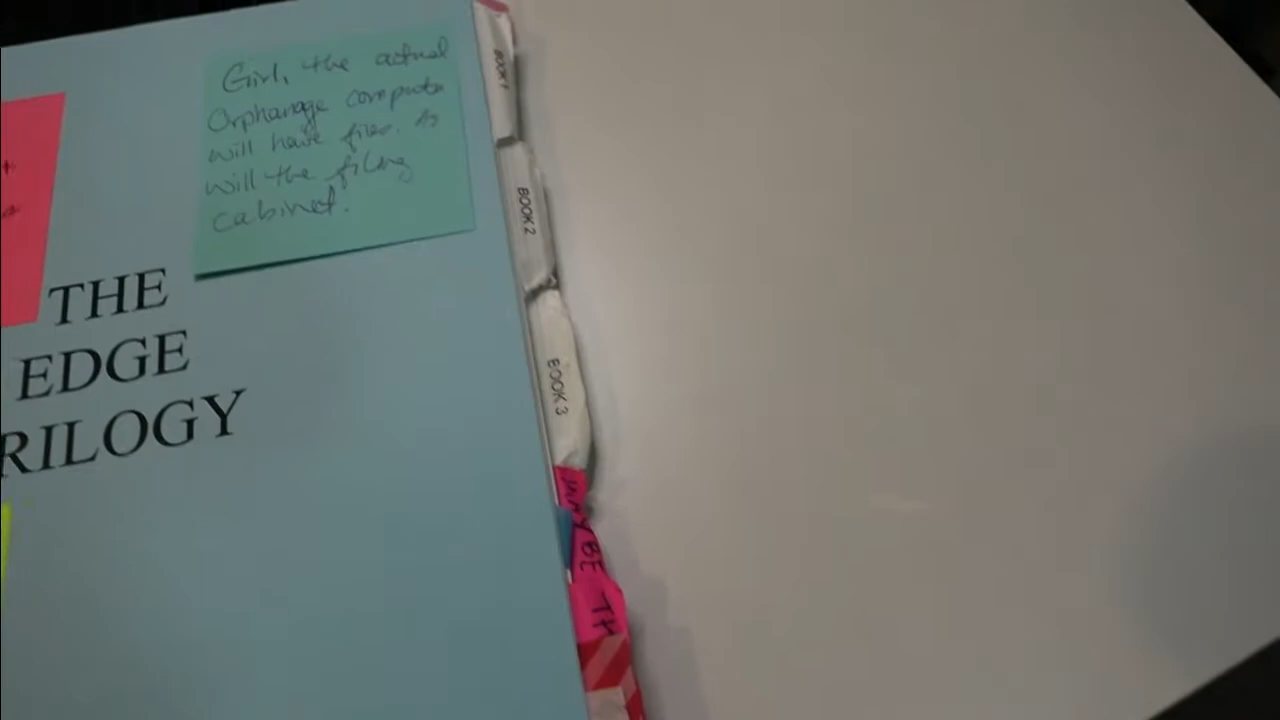 Girl, the actual
Orphanage computer
will have files. As
will the filing
cabinet.
THE
EDGE
RILOGY
BOOK 1
BOOK 2
BOOK 3
MAYBE TH